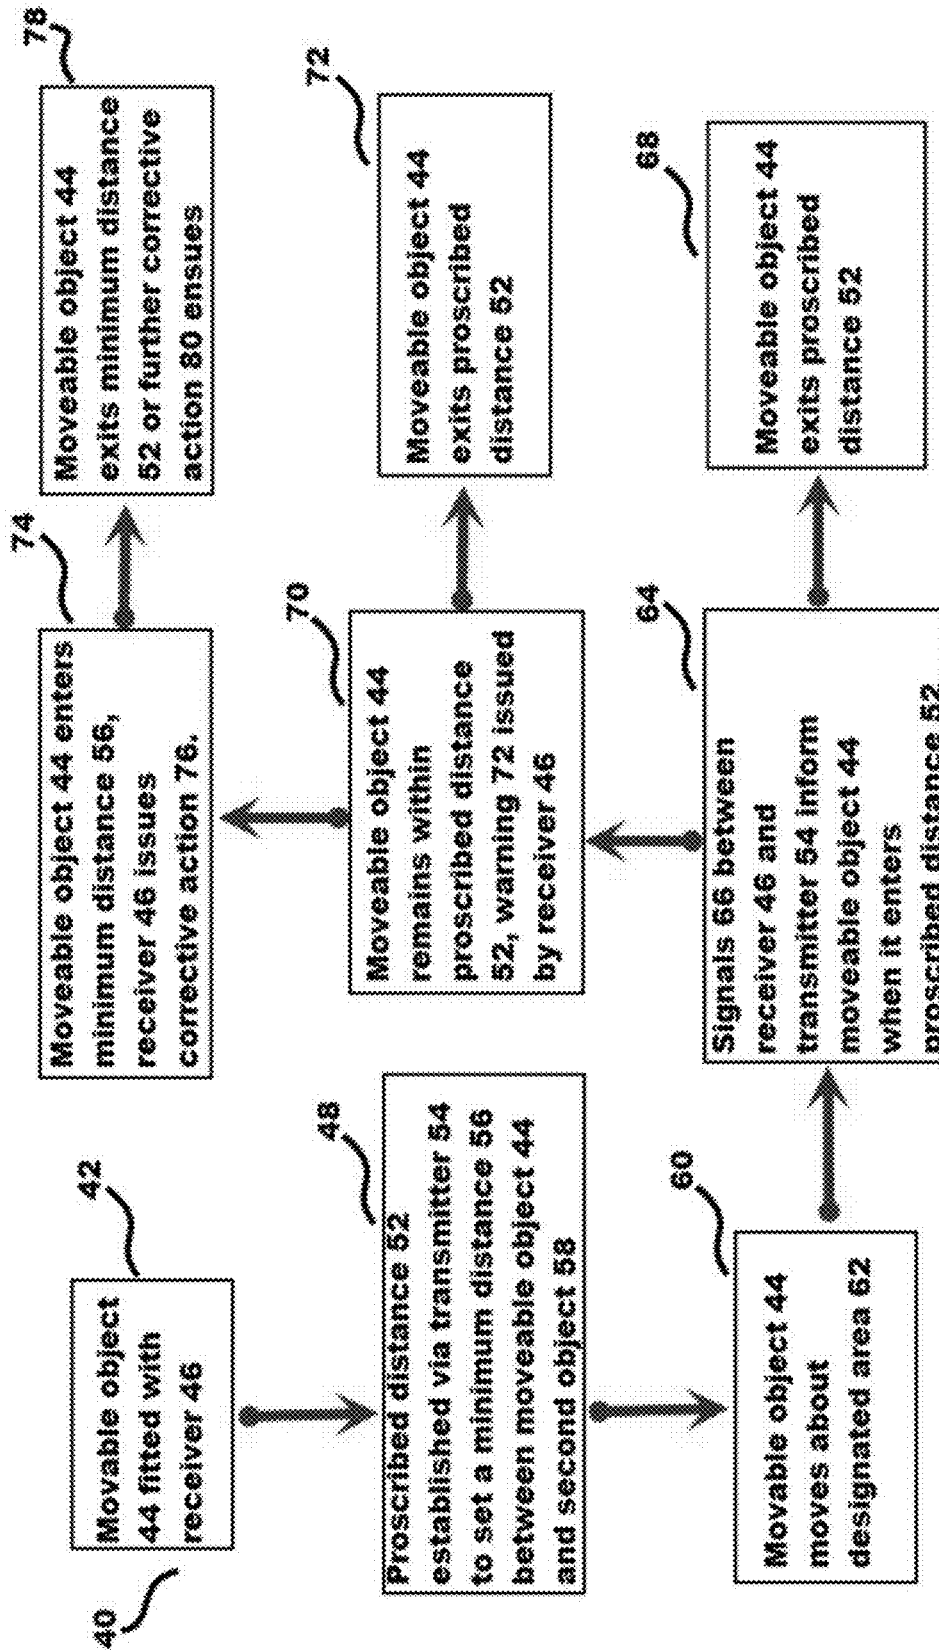 40
42
Movable object
44 fitted with
receiver 46
48
Proscribed distance 52
established via transmitter 54
to set a minimum distance 56
between moveable object 44
and second object 58
60
Movable object 44
moves about
designated area 62
64
Signals 66 between
receiver 46 and
transmitter 54 inform
moveable object 44
when it enters
proscribed distance 52
68
Moveable object 44
exits proscribed
distance 52
70
Moveable object 44
remains within
proscribed distance
52, warning 72 issued
by receiver 46
72
Moveable object 44
exits proscribed
distance 52
74
Moveable object 44 enters
minimum distance 56,
receiver 46 issues
corrective action 76.
78
Moveable object 44
exits minimum distance
52 or further corrective
action 80 ensues